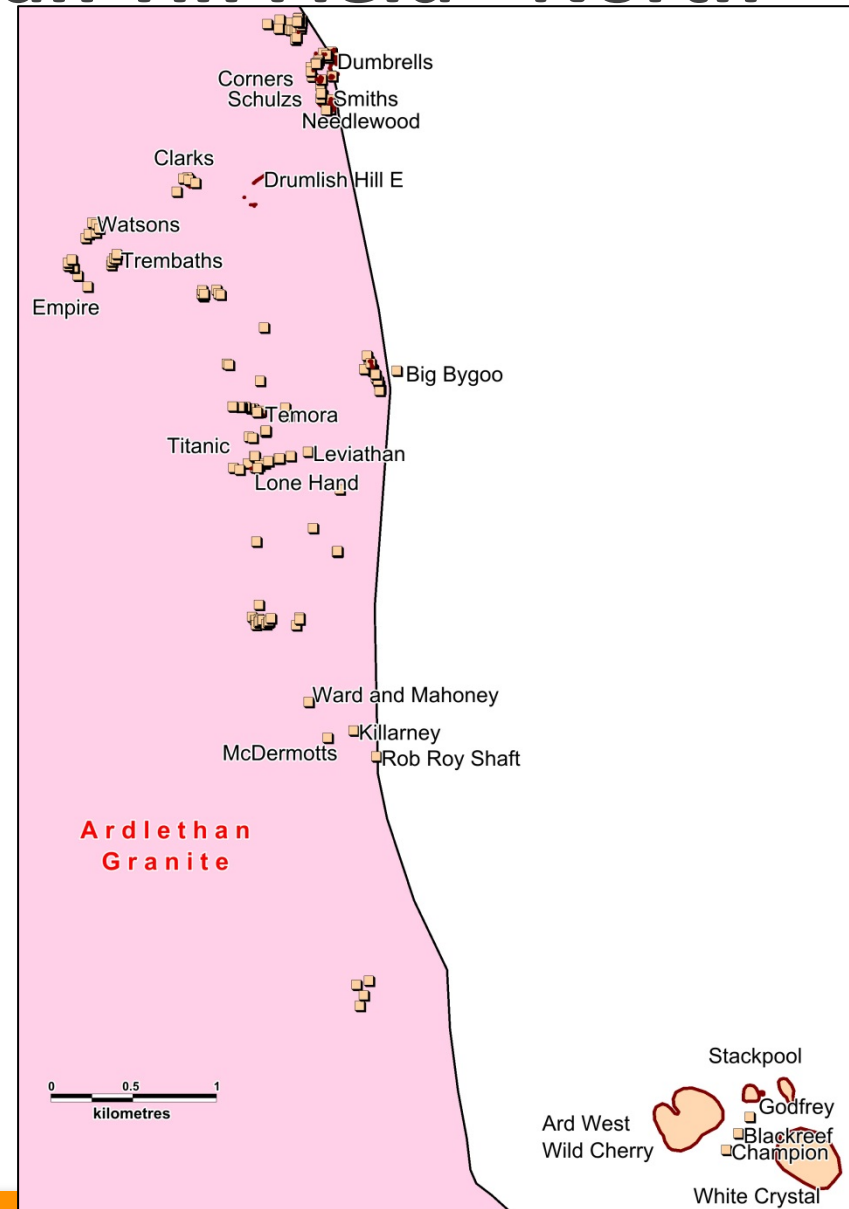 Dumbrells
Corners
Schulzs
Smiths
Needlewood
Clarks
Drumlish Hill E
Watsons
Trembaths
Empire
Big Bygoo
Temora
Titanic
Leviathan
Lone Hand
Ward and Mahoney
Killarney
McDermotts
Rob Roy Shaft
Ardlethan
Granite
0 0.5 1
kilometres
Stackpool
Godfrey
Ard West
Wild Cherry
Blackreef
Champion
White Crystal